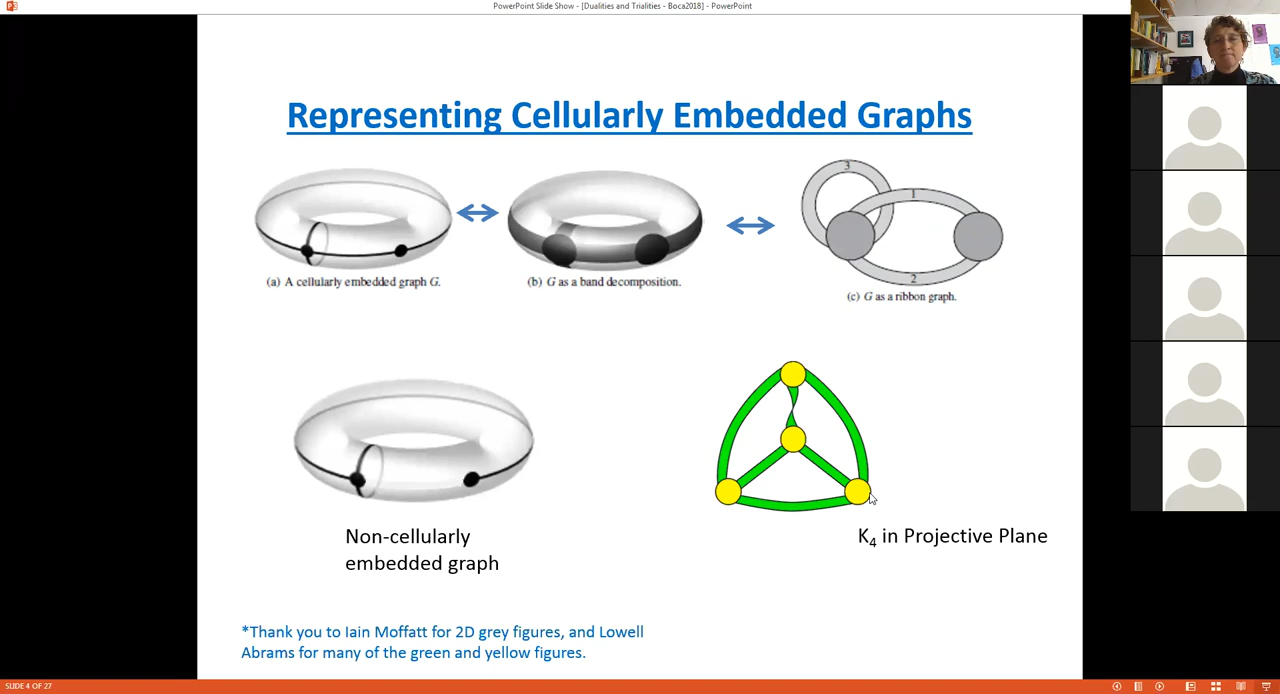 PowerPoint Slide Show - [Dualities and Trialities - Boca2018] - PowerPoint
Representing Cellularly Embedded Graphs
3
1
2
(a) A cellularly embedded graph G.
(b) G as a band decomposition.
(c) G as a ribbon graph.
Non-cellularly
embedded graph
K₄ in Projective Plane
*Thank you to Iain Moffatt for 2D grey figures, and Lowell
Abrams for many of the green and yellow figures.
SLIDE 4 OF 27